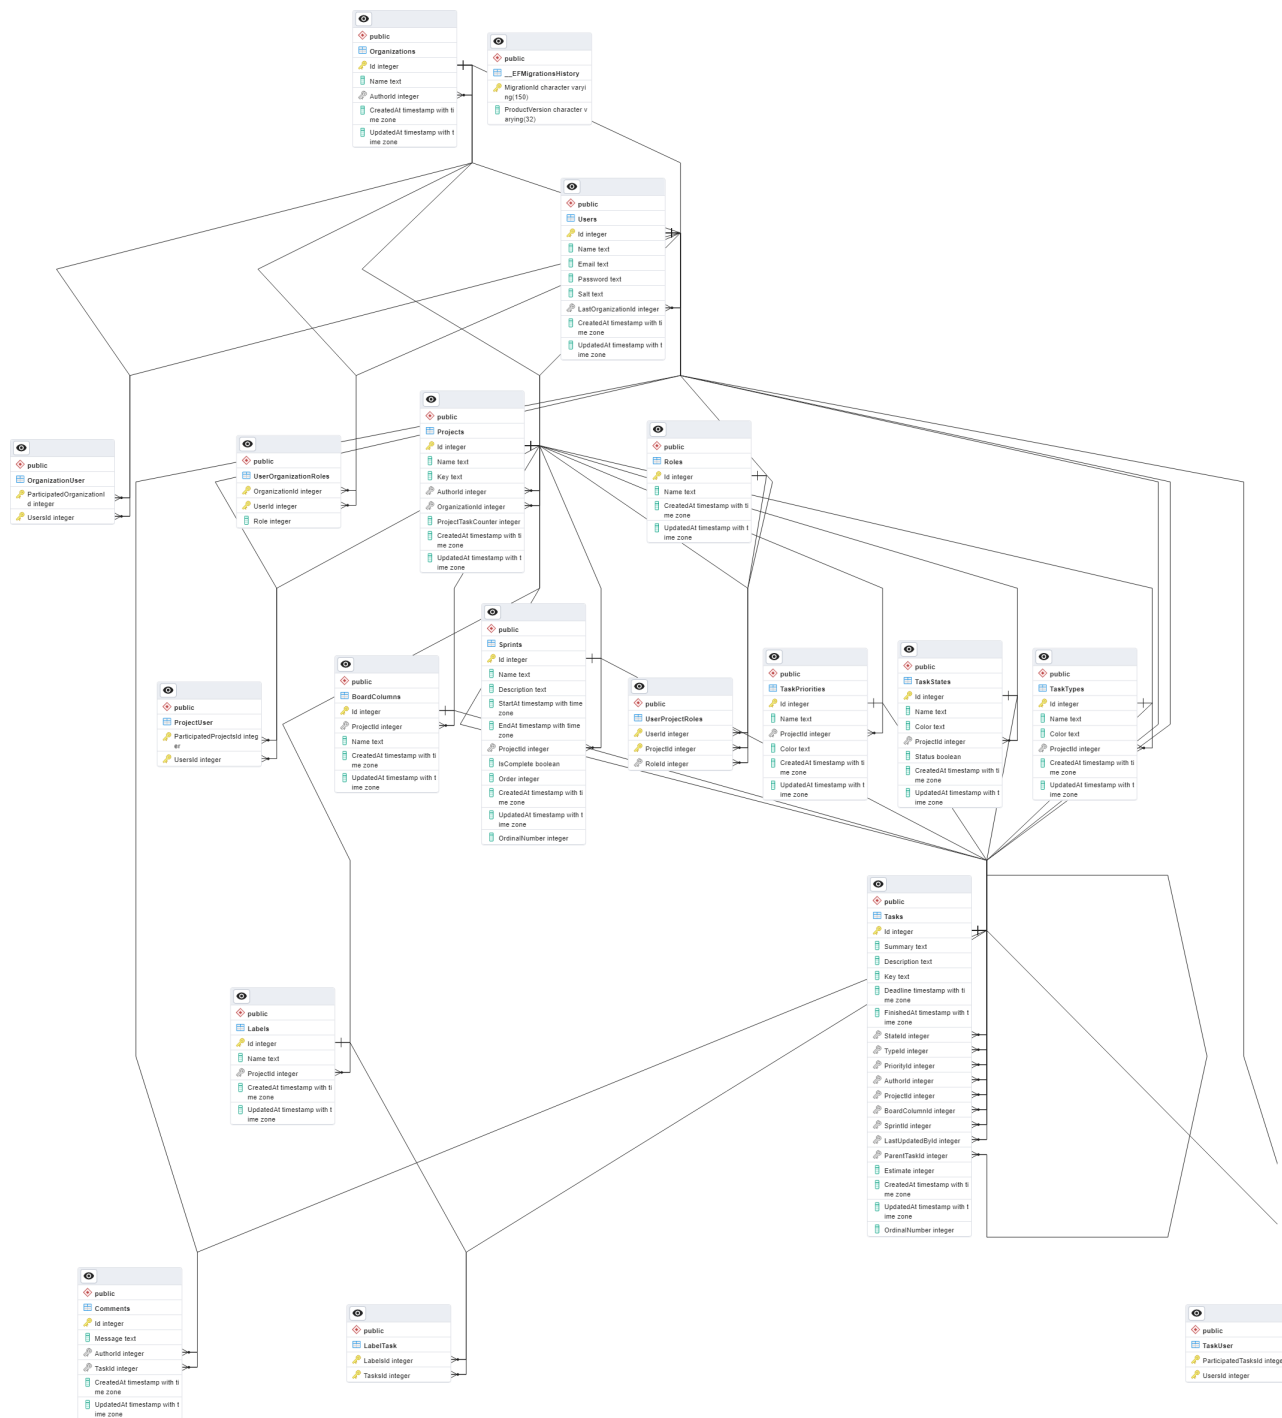 public
Organizations
Id integer
Name text
AuthorId integer
CreatedAt timestamp with ti
me zone
UpdatedAt timestamp with t
ime zone
public
__EFMigrationsHistory
MigrationId character varyi
ng(150)
ProductVersion character v
arying(32)
public
Users
Id integer
Name text
Email text
Password text
Salt text
LastOrganizationId integer
CreatedAt timestamp with ti
me zone
UpdatedAt timestamp with t
ime zone
public
OrganizationUser
ParticipatedOrganizationI
d integer
UsersId integer
public
UserOrganizationRoles
OrganizationId integer
UserId integer
Role integer
public
Projects
Id integer
Name text
Key text
AuthorId integer
OrganizationId integer
ProjectTaskCounter integer
CreatedAt timestamp with ti
me zone
UpdatedAt timestamp with t
ime zone
public
Roles
Id integer
Name text
CreatedAt timestamp with ti
me zone
UpdatedAt timestamp with t
ime zone
public
ProjectUser
ParticipatedProjectsId integ
er
UsersId integer
public
BoardColumns
Id integer
ProjectId integer
Name text
CreatedAt timestamp with ti
me zone
UpdatedAt timestamp with t
ime zone
public
Sprints
Id integer
Name text
Description text
StartAt timestamp with time
zone
EndAt timestamp with time
zone
ProjectId integer
IsComplete boolean
Order integer
CreatedAt timestamp with ti
me zone
UpdatedAt timestamp with t
ime zone
OrdinalNumber integer
public
UserProjectRoles
UserId integer
ProjectId integer
RoleId integer
public
TaskPriorities
Id integer
Name text
ProjectId integer
Color text
CreatedAt timestamp with ti
me zone
UpdatedAt timestamp with t
ime zone
public
TaskStates
Id integer
Name text
Color text
ProjectId integer
Status boolean
CreatedAt timestamp with ti
me zone
UpdatedAt timestamp with t
ime zone
public
TaskTypes
Id integer
Name text
Color text
ProjectId integer
CreatedAt timestamp with ti
me zone
UpdatedAt timestamp with t
ime zone
public
Tasks
Id integer
Summary text
Description text
Key text
Deadline timestamp with ti
me zone
FinishedAt timestamp with t
ime zone
StateId integer
TypeId integer
PriorityId integer
AuthorId integer
ProjectId integer
BoardColumnId integer
SprintId integer
LastUpdatedById integer
ParentTaskId integer
Estimate integer
CreatedAt timestamp with ti
me zone
UpdatedAt timestamp with t
ime zone
OrdinalNumber integer
public
Labels
Id integer
Name text
ProjectId integer
CreatedAt timestamp with ti
me zone
UpdatedAt timestamp with t
ime zone
public
Comments
Id integer
Message text
AuthorId integer
TaskId integer
CreatedAt timestamp with ti
me zone
UpdatedAt timestamp with t
ime zone
public
LabelTask
LabelsId integer
TasksId integer
public
TaskUser
ParticipatedTasksId intege
UsersId integer